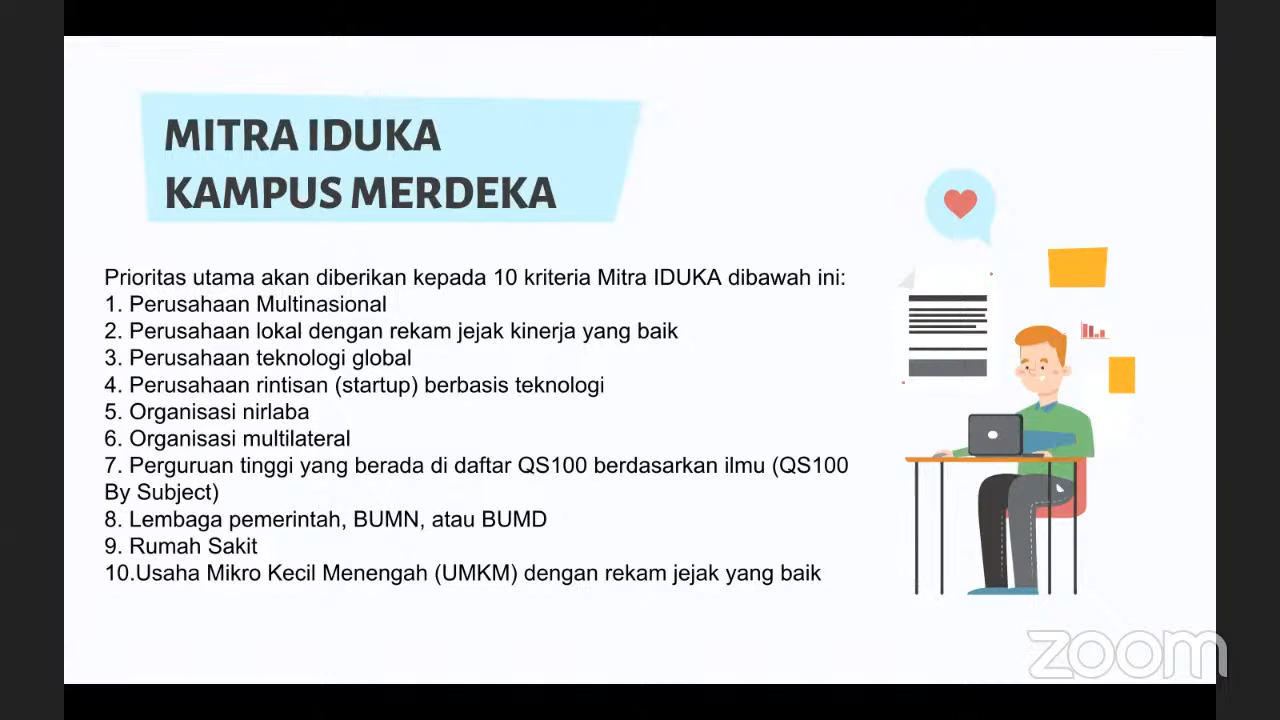 MITRA IDUKA
KAMPUS MERDEKA
Prioritas utama akan diberikan kepada 10 kriteria Mitra IDUKA dibawah ini:
1. Perusahaan Multinasional
2. Perusahaan lokal dengan rekam jejak kinerja yang baik
3. Perusahaan teknologi global
4. Perusahaan rintisan (startup) berbasis teknologi
5. Organisasi nirlaba
6. Organisasi multilateral
7. Perguruan tinggi yang berada di daftar QS100 berdasarkan ilmu (QS100
By Subject)
8. Lembaga pemerintah, BUMN, atau BUMD
9. Rumah Sakit
10.Usaha Mikro Kecil Menengah (UMKM) dengan rekam jejak yang baik
zoom